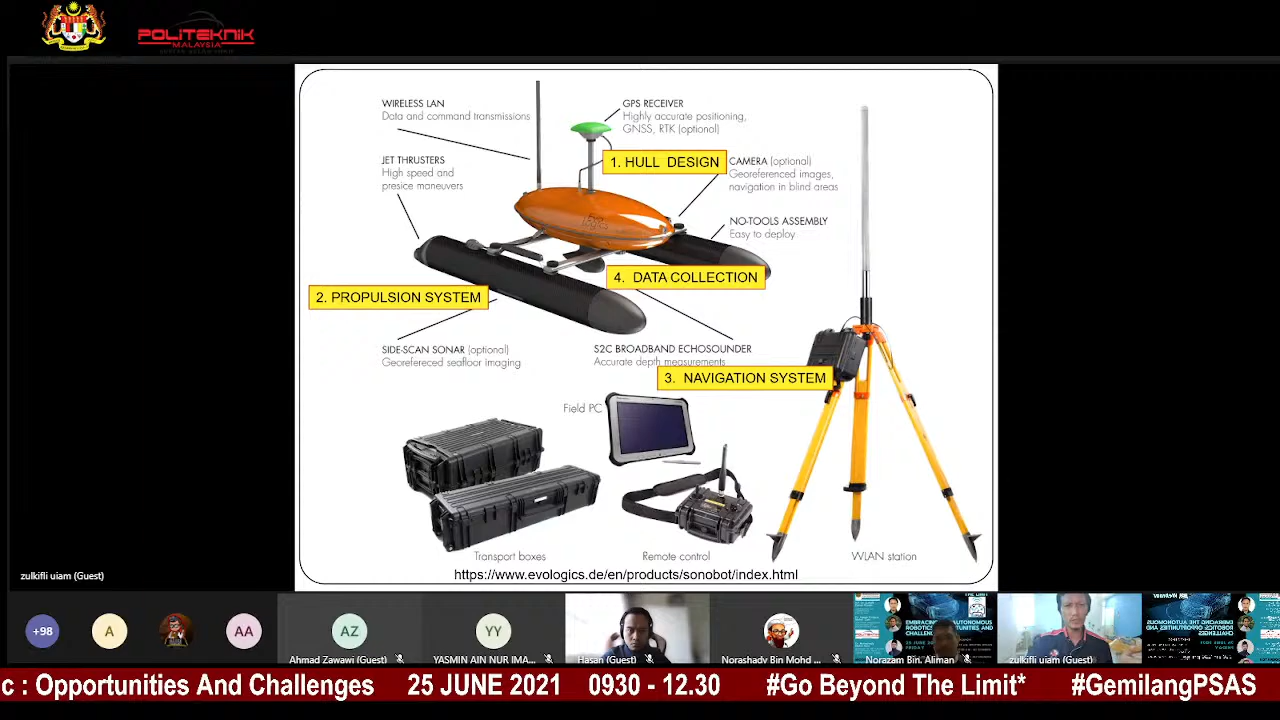 POLITEKNIK
MALAYSIA
WIRELESS LAN
Data and command transmissions
GPS RECEIVER
Highly accurate positioning,
GNSS, RTK (optional)
1. HULL DESIGN
JET THRUSTERS
High speed and
presice maneuvers
CAMERA (optional)
Georeferenced images,
navigation in blind areas
NO-TOOLS ASSEMBLY
Easy to deploy
4. DATA COLLECTION
2. PROPULSION SYSTEM
SIDE-SCAN SONAR (optional)
Georefereced seafloor imaging
S2C BROADBAND ECHOSOUNDER
Accurate depth measurements
3. NAVIGATION SYSTEM
Field PC
Transport boxes
Remote control
WLAN station
https://www.evologics.de/en/products/sonobot/index.html
zulkifli uiam (Guest)
+98
A
AA
AZ
YY
Ahmad Zawawi (Guest)
YASMIN AIN NUR IMA...
Hasan (Guest)
Norashady Bin Mohd ...
Norazam Bin. Aliman
zulkifli uiam (Guest)
c : Opportunities And Challenges 25 JUNE 2021 0930 - 12.30 #Go Beyond The Limit* #GemilangPSAS